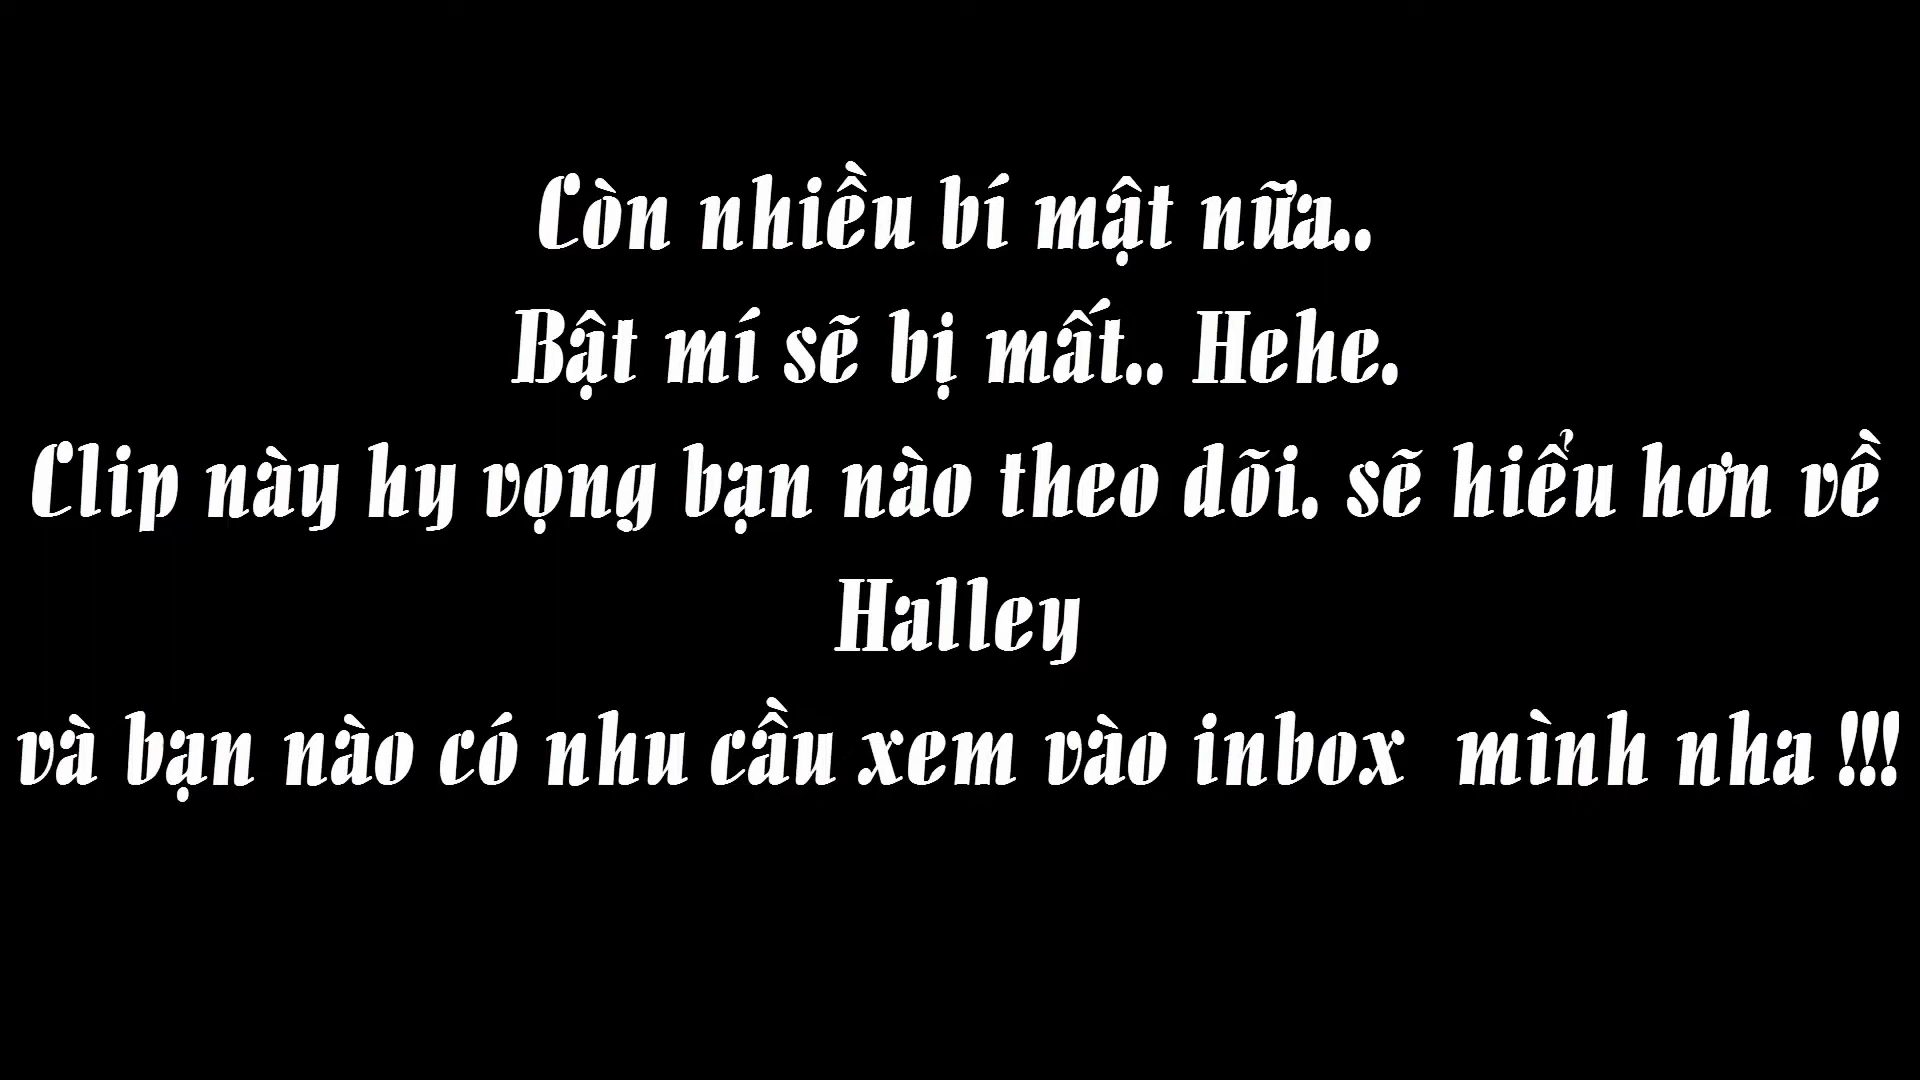 Còn nhiều bí mật nữa..
Bật mí sẽ bị mất.. Hehe.
Clip này hy vọng bạn nào theo dõi. sẽ hiểu hơn về
Halley
và bạn nào có nhu cầu xem vào inbox  mình nha !!!